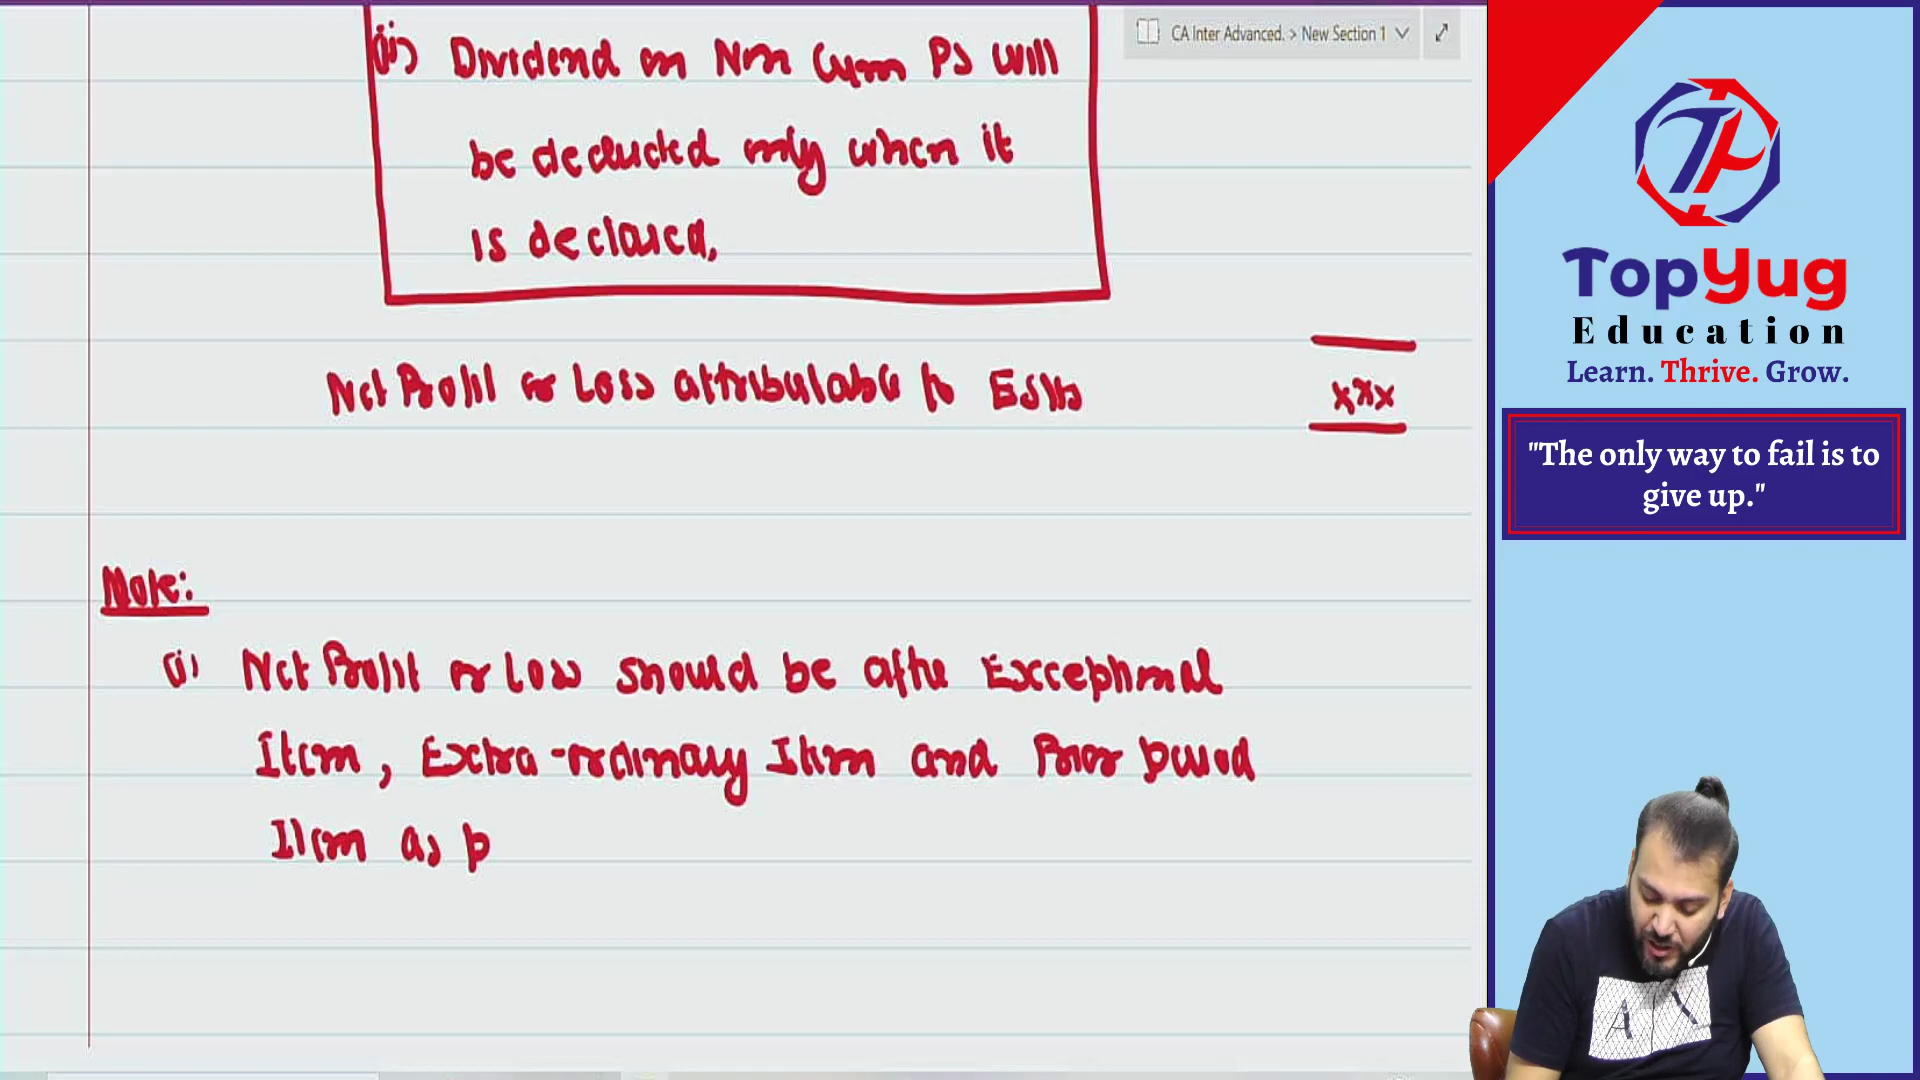 (ii) Dividend on Non Cum PS will
CA Inter Advanced. > New Section 1
be deducted only when it
is declared,
Net Profit or Loss attributable to ESHs
xxx
Note:
(i) Net Profit or Loss should be after Exceptional
Item, Extra-ordinary Item and Prior period
Item as p
TopYug
Education
Learn. Thrive. Grow.
"The only way to fail is to
give up."